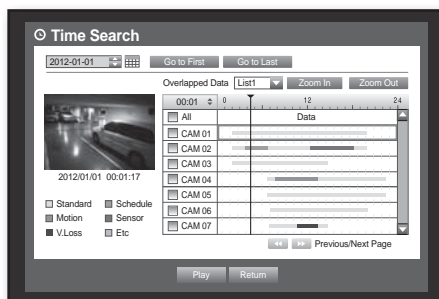 Time Search
2012-01-01 Go to First Go to Last
Overlapped Data List1 Zoom In Zoom Out
00:01 0 12 24
All Data
CAM 01
CAM 02
CAM 03
CAM 04
CAM 05
CAM 06
CAM 07
2012/01/01 00:01:17
Standard Schedule
Motion Sensor
V.Loss Etc
Previous/Next Page
Play Return